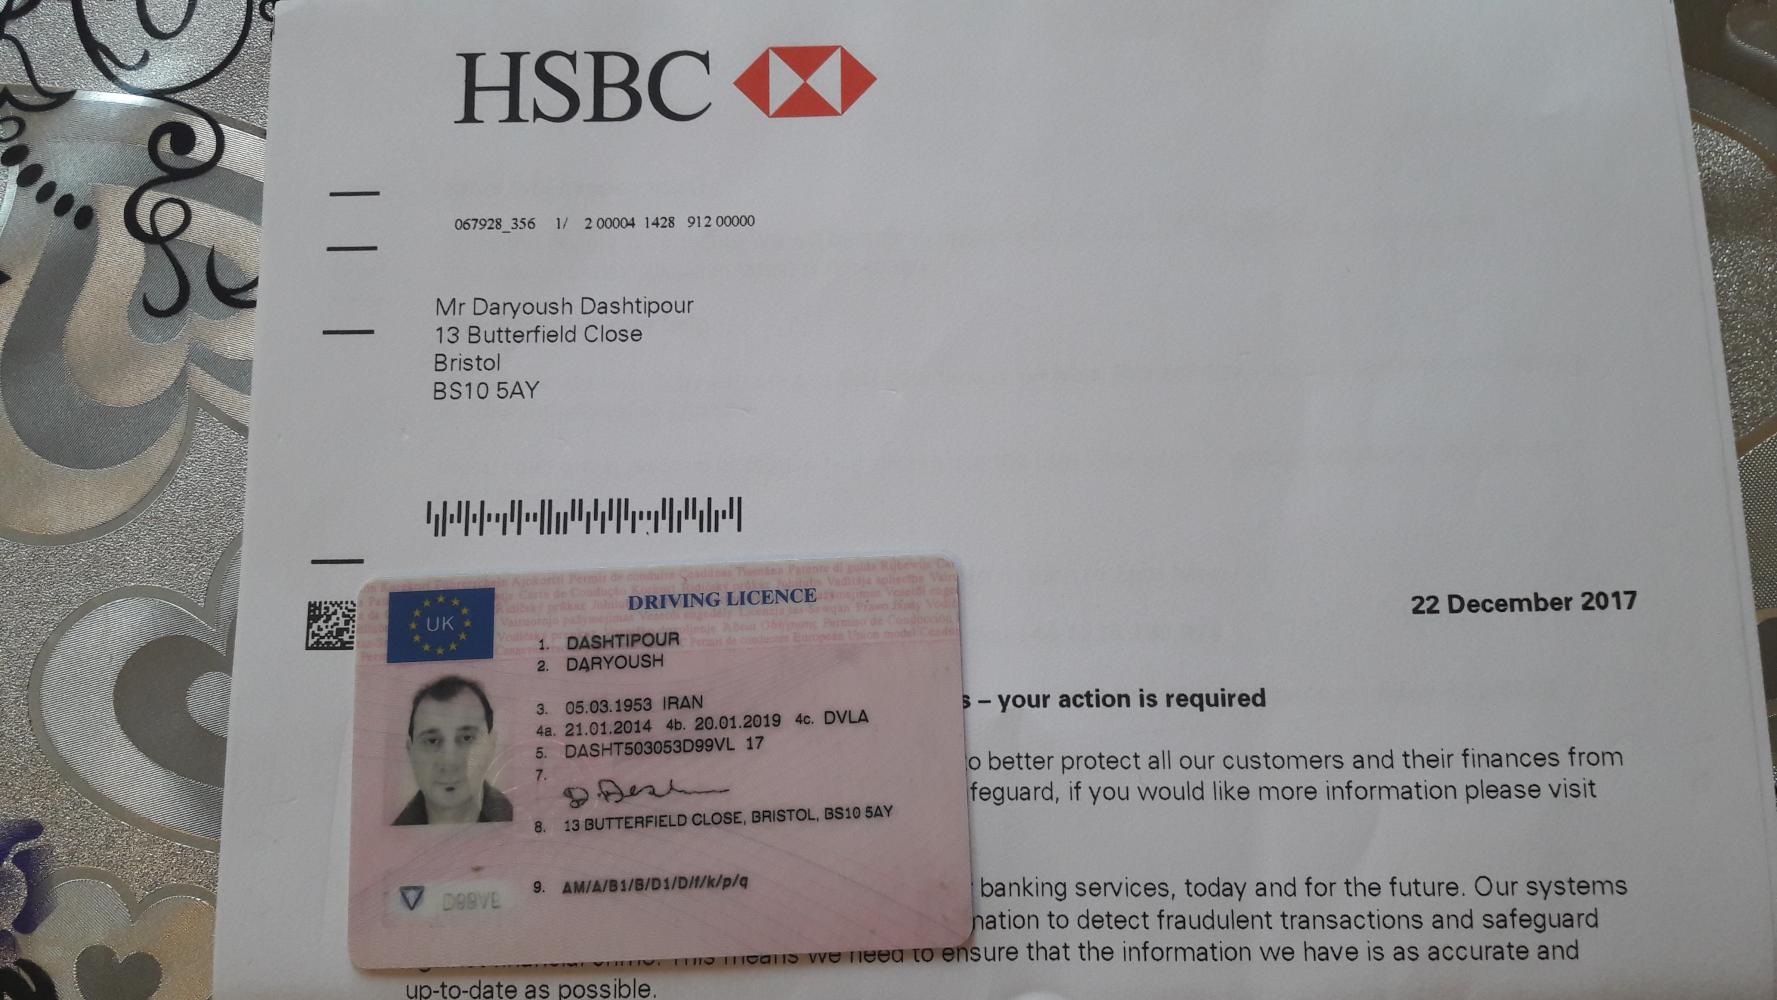 HSBC
067928_356 1/ 2 00004 1428 912 00000
Mr Daryoush Dashtipour
13 Butterfield Close
Bristol
BS10 5AY
22 December 2017
s – your action is required
o better protect all our customers and their finances from
feguard, if you would like more information please visit
banking services, today and for the future. Our systems
nation to detect fraudulent transactions and safeguard
This means we need to ensure that the information we have is as accurate and
up-to-date as possible.
UK
DRIVING LICENCE
1. DASHTIPOUR
2. DARYOUSH
3. 05.03.1953 IRAN
4a. 21.01.2014 4b. 20.01.2019 4c. DVLA
5. DASHT503053D99VL 17
7.
8. 13 BUTTERFIELD CLOSE, BRISTOL, BS10 5AY
9. AM/A/B1/B/D1/D/f/k/p/q